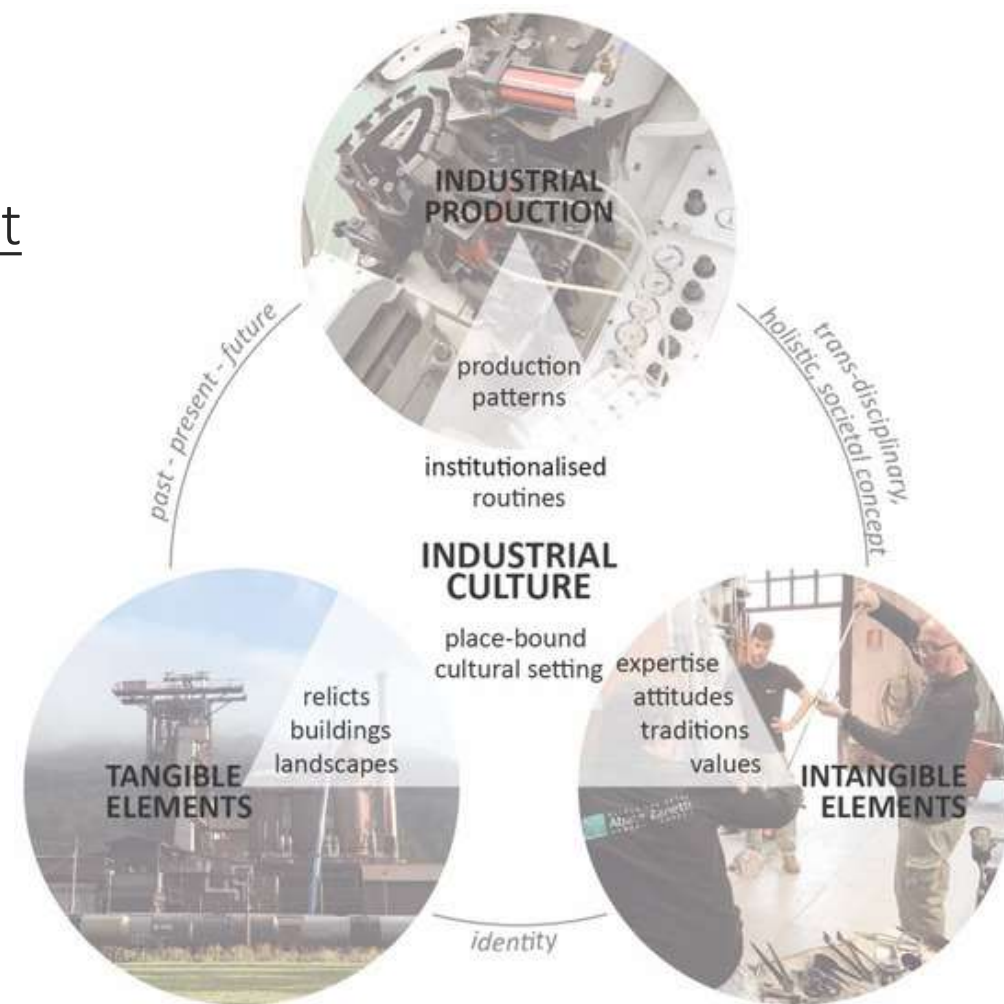 t
INDUSTRIAL
PRODUCTION
production
patterns
past - present - future
trans-disciplinary,
holistic, societal concept
institutionalised
routines
INDUSTRIAL
CULTURE
place-bound
cultural setting
relicts
buildings
landscapes
TANGIBLE
ELEMENTS
expertise
attitudes
traditions
values
INTANGIBLE
ELEMENTS
identity